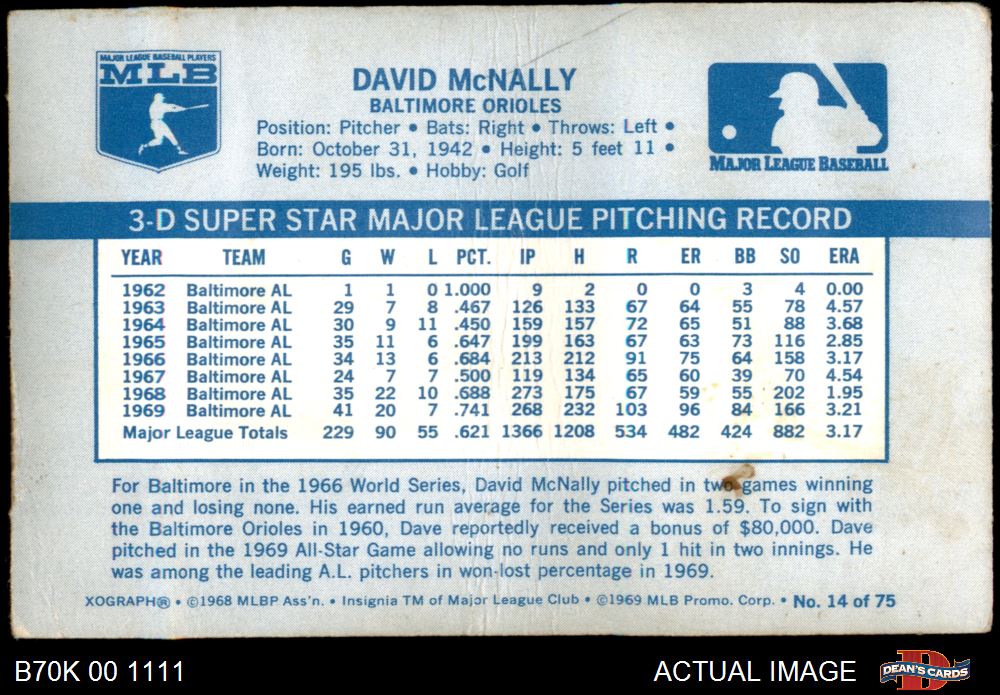 MAJOR LEAGUE BASEBALL PLAYERS
MLB
DAVID McNALLY
BALTIMORE ORIOLES
Position: Pitcher • Bats: Right • Throws: Left •
Born: October 31, 1942 • Height: 5 feet 11 •
Weight: 195 lbs. • Hobby: Golf
MAJOR LEAGUE BASEBALL
3-D SUPER STAR MAJOR LEAGUE PITCHING RECORD
YEAR TEAM G W L PCT. IP H R ER BB SO ERA
1962 Baltimore AL 1 1 0 1.000 9 2 0 0 3 4 0.00
1963 Baltimore AL 29 7 8 .467 126 133 67 64 55 78 4.57
1964 Baltimore AL 30 9 11 .450 159 157 72 65 51 88 3.68
1965 Baltimore AL 35 11 6 .647 199 163 67 63 73 116 2.85
1966 Baltimore AL 34 13 6 .684 213 212 91 75 64 158 3.17
1967 Baltimore AL 24 7 7 .500 119 134 65 60 39 70 4.54
1968 Baltimore AL 35 22 10 .688 273 175 67 59 55 202 1.95
1969 Baltimore AL 41 20 7 .741 268 232 103 96 84 166 3.21
Major League Totals 229 90 55 .621 1366 1208 534 482 424 882 3.17
For Baltimore in the 1966 World Series, David McNally pitched in two games winning
one and losing none. His earned run average for the Series was 1.59. To sign with
the Baltimore Orioles in 1960, Dave reportedly received a bonus of $80,000. Dave
pitched in the 1969 All-Star Game allowing no runs and only 1 hit in two innings. He
was among the leading A.L. pitchers in won-lost percentage in 1969.
XOGRAPH® • ©1968 MLBP Ass'n. • Insignia TM of Major League Club • ©1969 MLB Promo. Corp. • No. 14 of 75
B70K 00 1111
ACTUAL IMAGE
DEAN'S CARDS